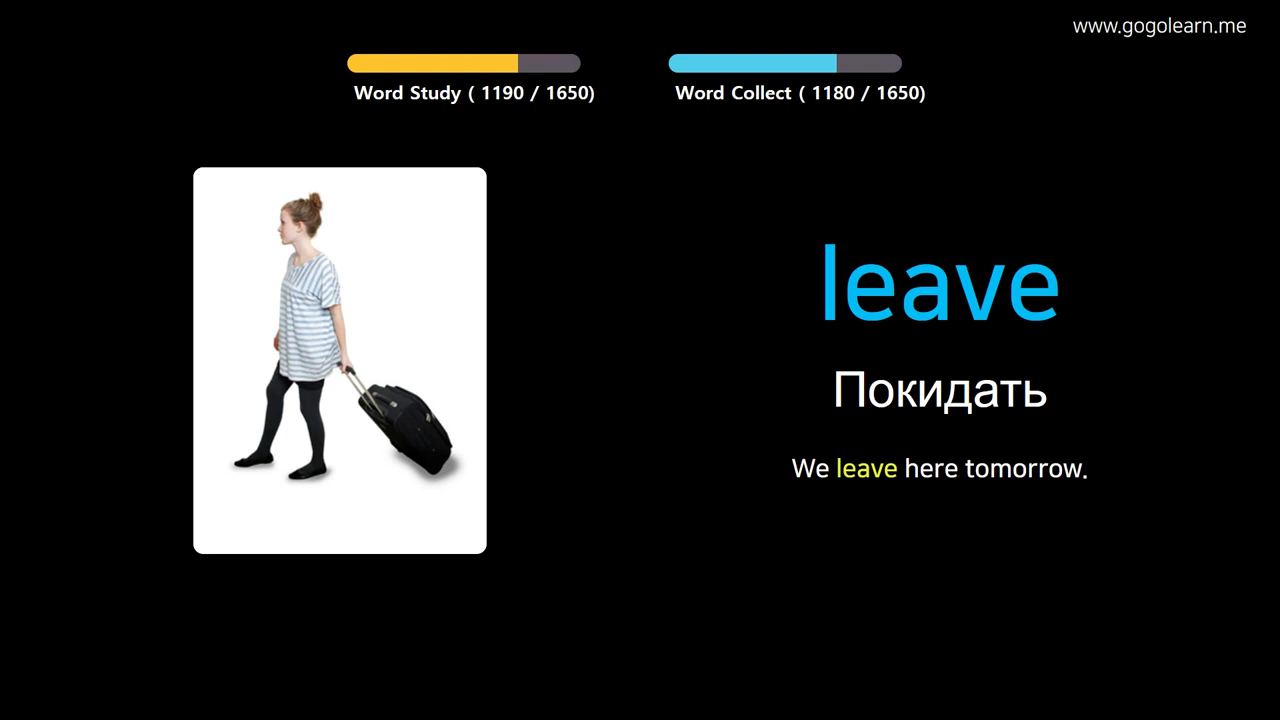 www.gogolearn.me
Word Study ( 1190 / 1650)
Word Collect ( 1180 / 1650)
leave
Покидать
We leave here tomorrow.